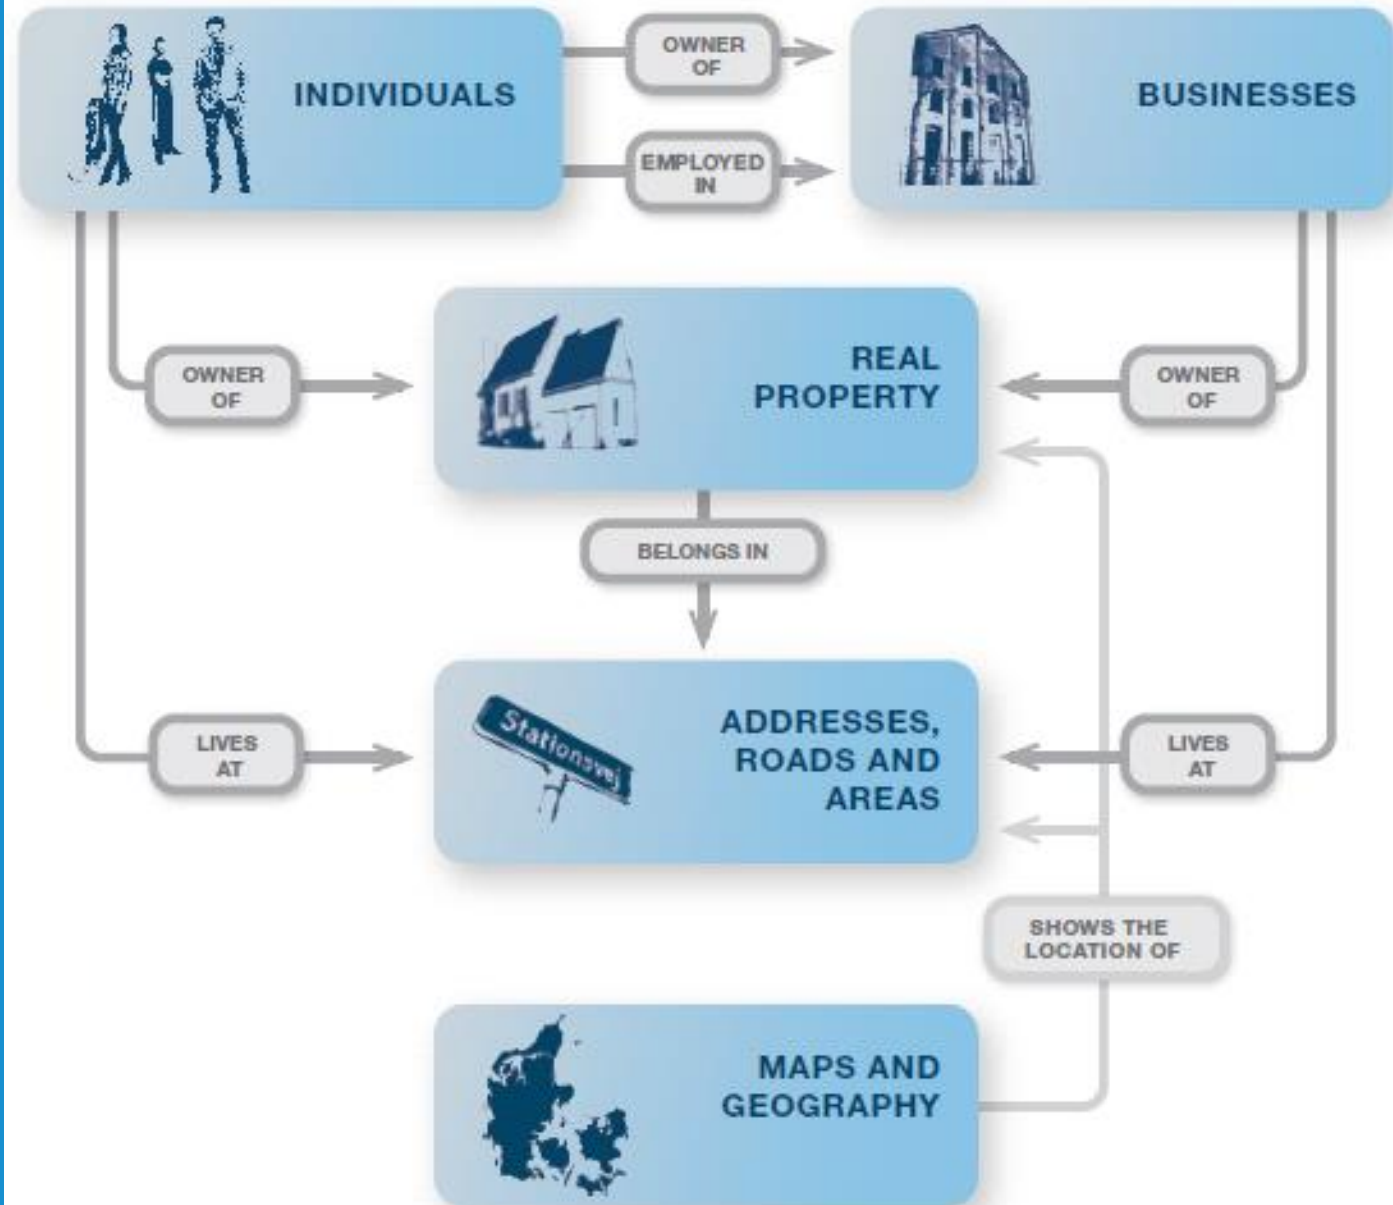 INDIVIDUALS
OWNER
OF
BUSINESSES
EMPLOYED
IN
REAL
PROPERTY
OWNER
OF
OWNER
OF
BELONGS IN
Stationsvej
ADDRESSES,
ROADS AND
AREAS
LIVES
AT
LIVES
AT
SHOWS THE
LOCATION OF
MAPS AND
GEOGRAPHY